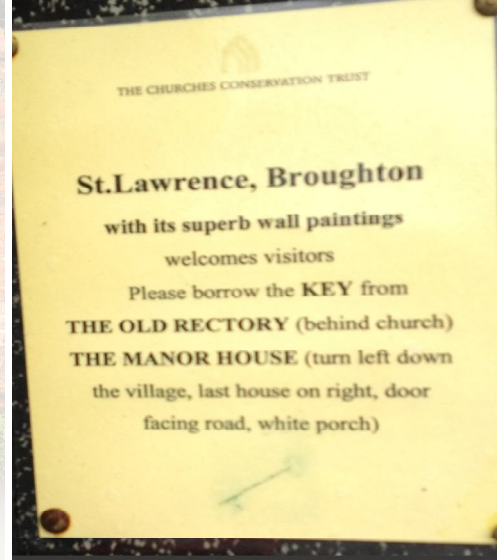 THE CHURCHES CONSERVATION TRUST
St.Lawrence, Broughton
with its superb wall paintings
welcomes visitors
Please borrow the KEY from
THE OLD RECTORY (behind church)
THE MANOR HOUSE (turn left down
the village, last house on right, door
facing road, white porch)